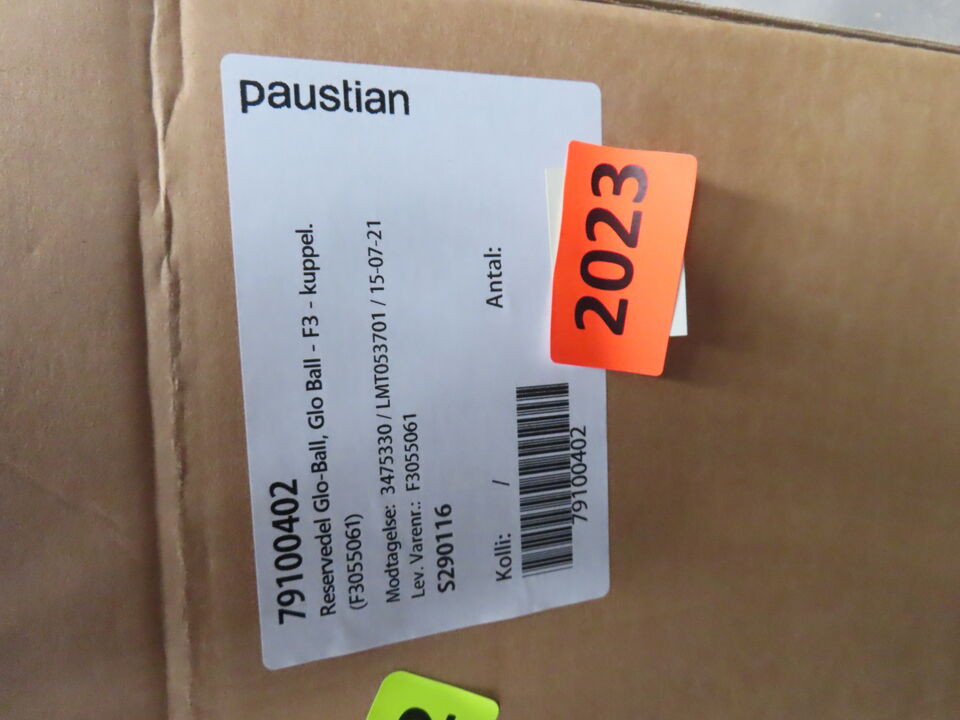 paustian
79100402
Reservedel Glo-Ball, Glo Ball - F3 - kuppel.
(F3055061)
Modtagelse: 3475330 / LMT053701 / 15-07-21
Lev. Varenr.: F3055061
S290116
Kolli: / Antal:
79100402
2023